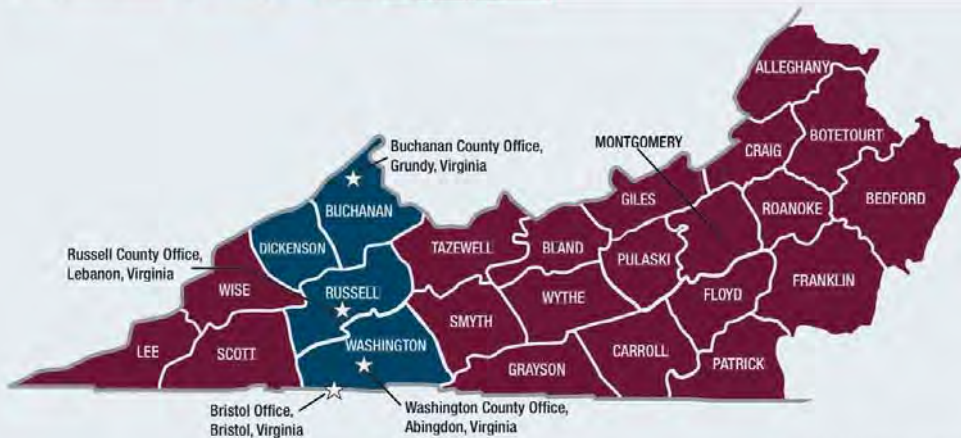 ALLEGHANY
BOTETOURT
CRAIG
MONTGOMERY
Buchanan County Office,
Grundy, Virginia
GILES
ROANOKE
BEDFORD
BUCHANAN
DICKENSON
TAZEWELL
BLAND
PULASKI
Russell County Office,
Lebanon, Virginia
WISE
RUSSELL
WYTHE
FLOYD
FRANKLIN
SMYTH
LEE
SCOTT
WASHINGTON
GRAYSON
CARROLL
PATRICK
Bristol Office,
Bristol, Virginia
Washington County Office,
Abingdon, Virginia